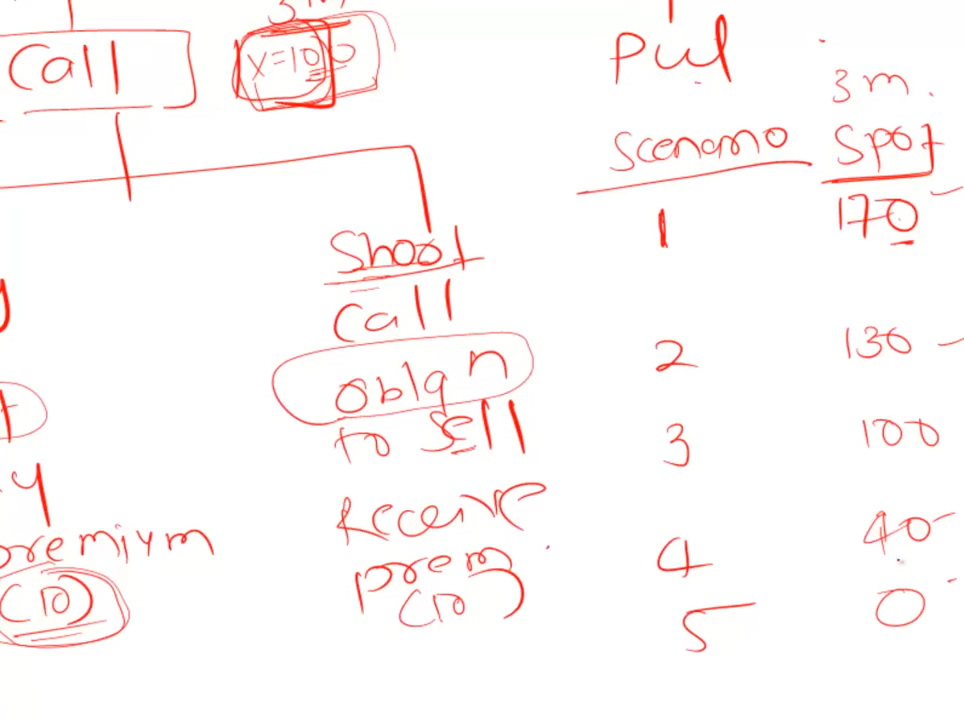 3m
Call
X=100
Short
Call
Oblgn
to Sell
Receive
prem
(10)
premium
(10)
Put
3m.
Scenario Spot
1 170
2 130
3 100
4 40
5 0